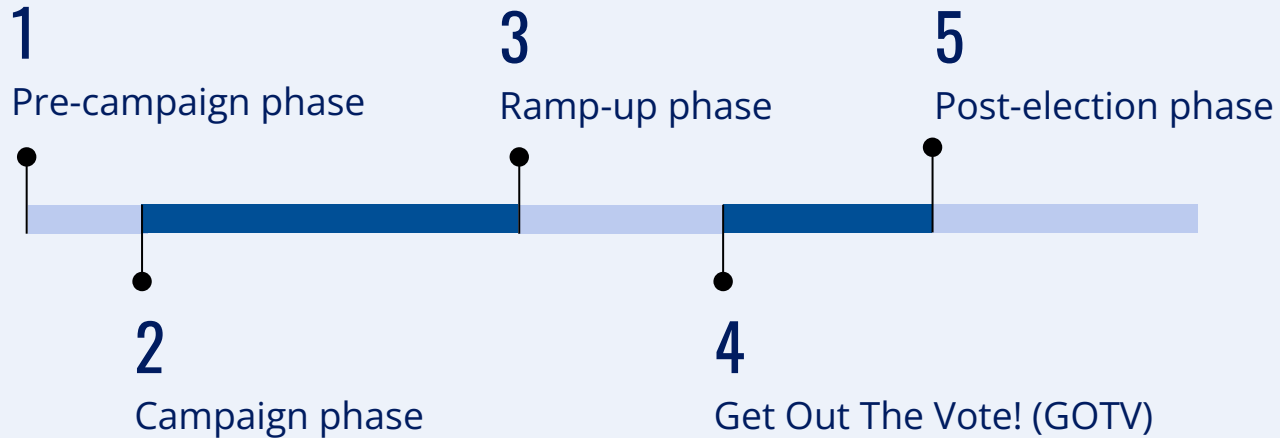 1
Pre-campaign phase
2
Campaign phase
3
Ramp-up phase
4
Get Out The Vote! (GOTV)
5
Post-election phase